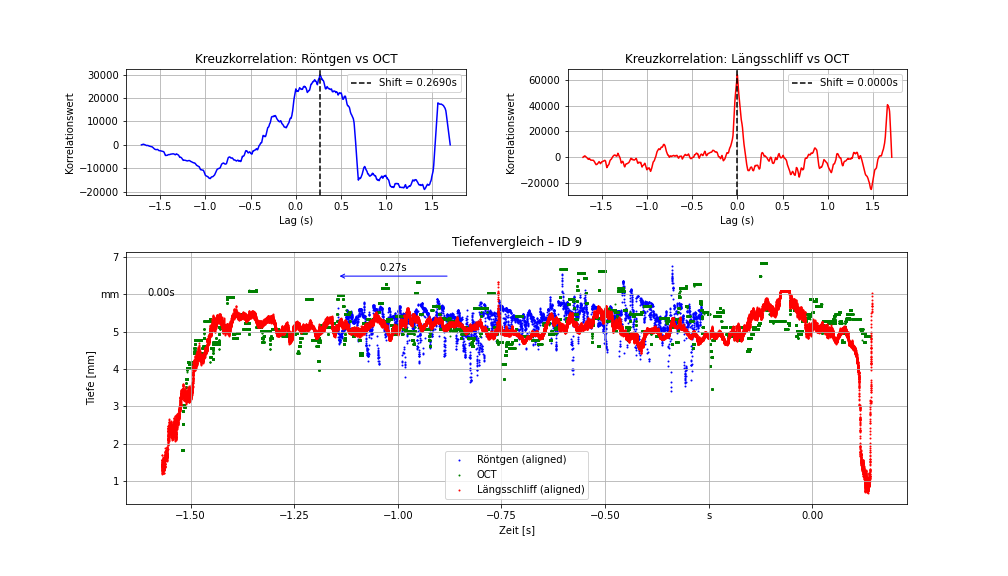 Kreuzkorrelation: Röntgen vs OCT
Korrelationswert
30000
20000
10000
0
−10000
−20000
Shift = 0.2690s
−1.5
−1.0
−0.5
0.0
0.5
1.0
1.5
Lag (s)
Kreuzkorrelation: Längsschliff vs OCT
Korrelationswert
60000
40000
20000
0
−20000
Shift = 0.0000s
−1.5
−1.0
−0.5
0.0
0.5
1.0
1.5
Lag (s)
Tiefenvergleich – ID 9
Tiefe [mm]
7
mm
5
4
3
2
1
0.00s
0.27s
Röntgen (aligned)
OCT
Längsschliff (aligned)
−1.50
−1.25
−1.00
−0.75
−0.50
s
0.00
Zeit [s]